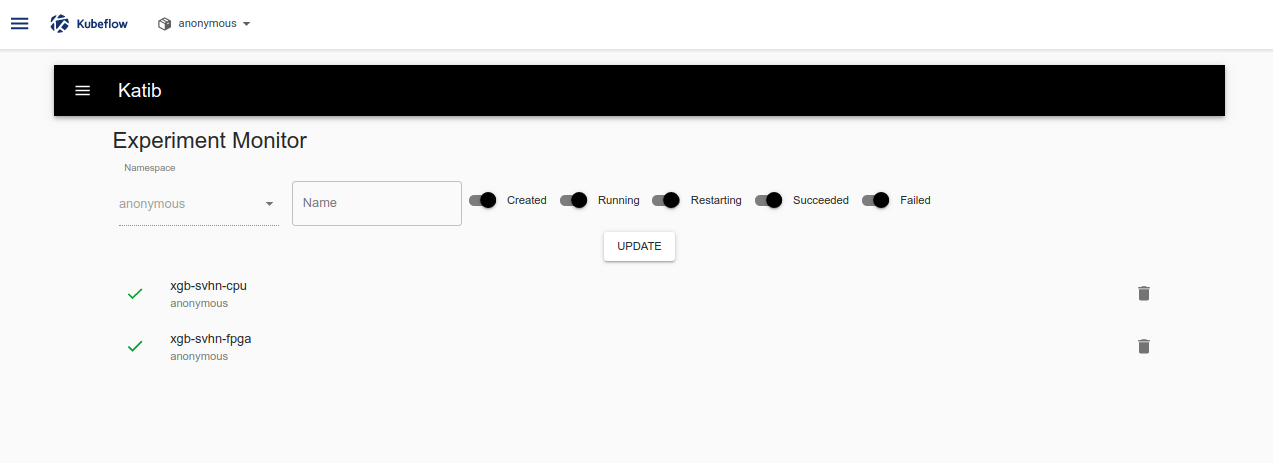 Kubeflow anonymous
Katib
Experiment Monitor
Namespace
anonymous Name Created Running Restarting Succeeded Failed
UPDATE
xgb-svhn-cpu
anonymous
xgb-svhn-fpga
anonymous